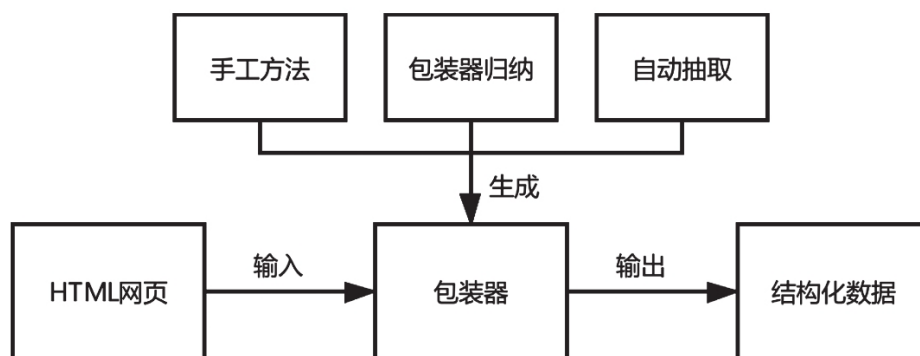 手工方法
包装器归纳
自动抽取
生成
HTML网页
输入
包装器
输出
结构化数据